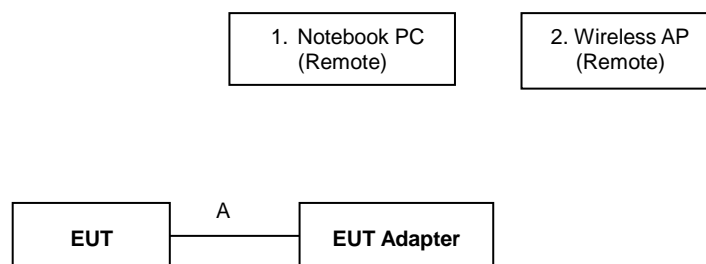 1. Notebook PC
(Remote)
2. Wireless AP
(Remote)
A
EUT
EUT Adapter